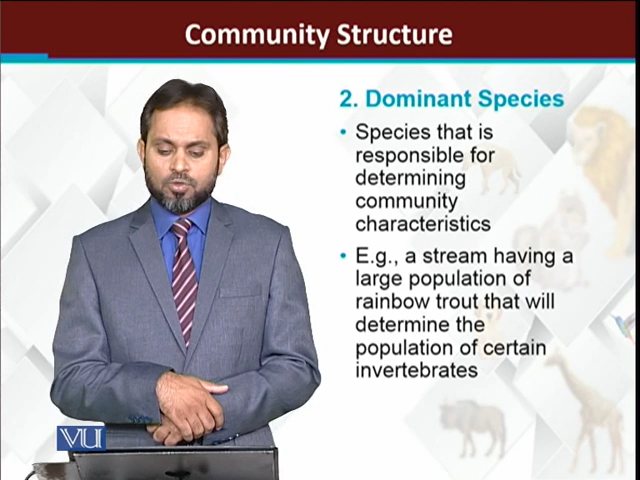 Community Structure
2. Dominant Species
• Species that is
responsible for
determining
community
characteristics
• E.g., a stream having a
large population of
rainbow trout that will
determine the
population of certain
invertebrates
VU